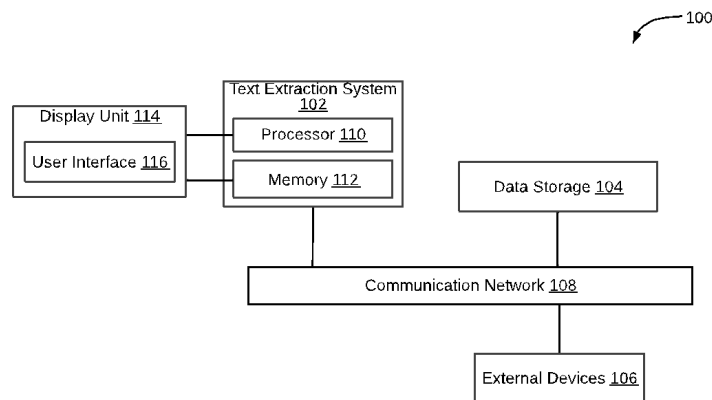 100
Text Extraction System
102
Display Unit 114
Processor 110
User Interface 116
Memory 112
Data Storage 104
Communication Network 108
External Devices 106